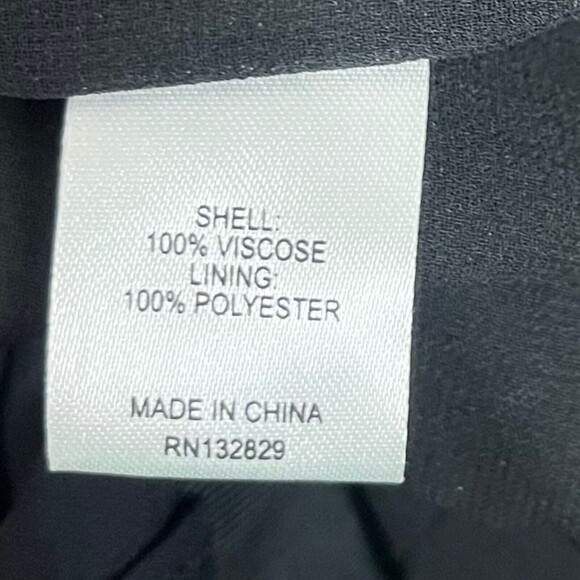 SHELL:
100% VISCOSE
LINING:
100% POLYESTER
MADE IN CHINA
RN132829